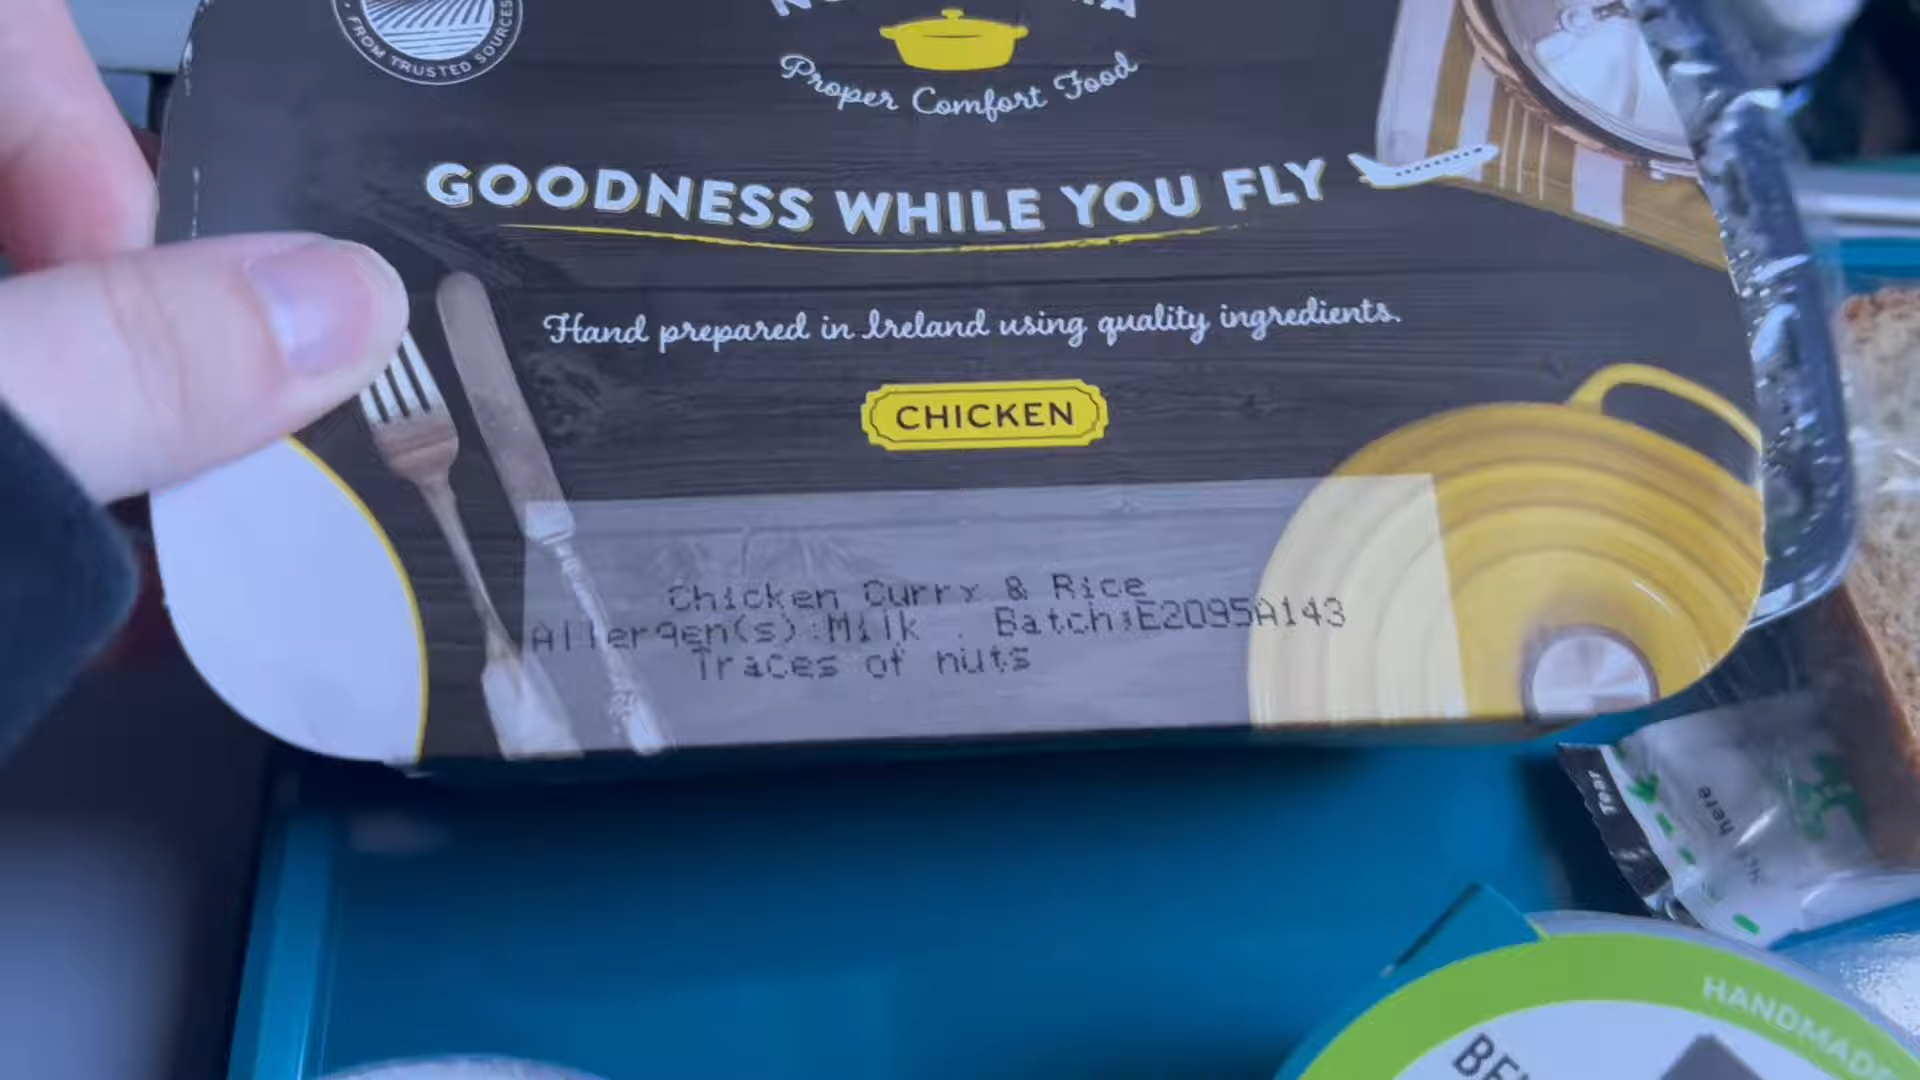 FROM TRUSTED SOURCES
Proper Comfort Food
GOODNESS WHILE YOU FLY
Hand prepared in Ireland using quality ingredients.
CHICKEN
Chicken Curry & Rice
Allergen(s):Milk . Batch:E2095A143
Traces of nuts
Tear
here
HANDMADE